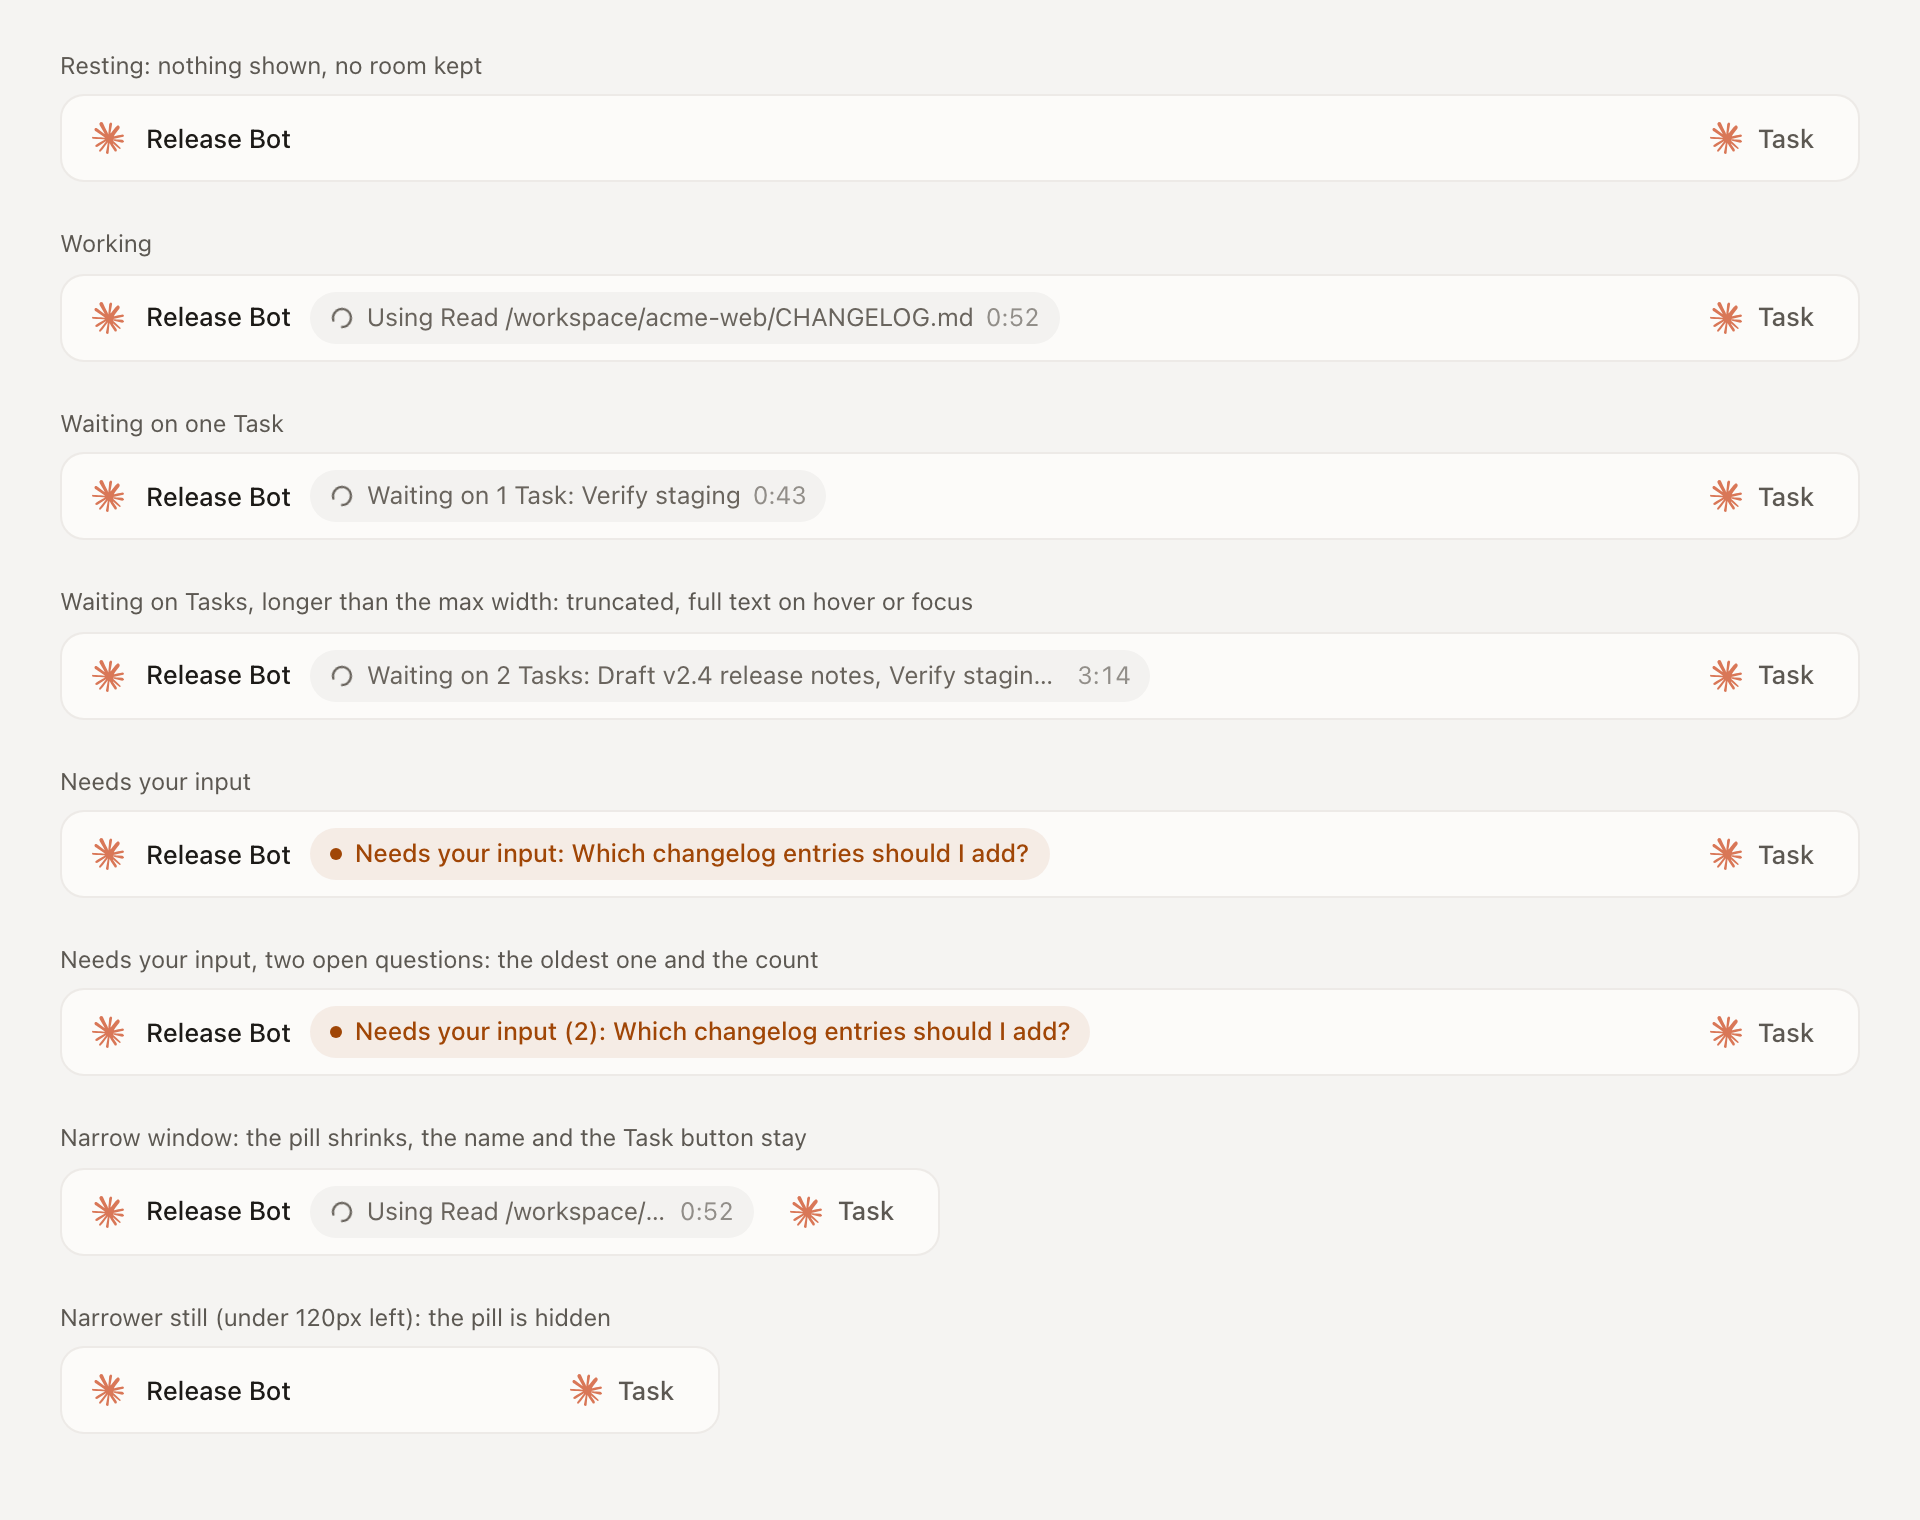 Resting: nothing shown, no room kept
Release Bot Task
Working
Release Bot Using Read /workspace/acme-web/CHANGELOG.md 0:52 Task
Waiting on one Task
Release Bot Waiting on 1 Task: Verify staging 0:43 Task
Waiting on Tasks, longer than the max width: truncated, full text on hover or focus
Release Bot Waiting on 2 Tasks: Draft v2.4 release notes, Verify stagin... 3:14 Task
Needs your input
Release Bot Needs your input: Which changelog entries should I add? Task
Needs your input, two open questions: the oldest one and the count
Release Bot Needs your input (2): Which changelog entries should I add? Task
Narrow window: the pill shrinks, the name and the Task button stay
Release Bot Using Read /workspace/... 0:52 Task
Narrower still (under 120px left): the pill is hidden
Release Bot Task